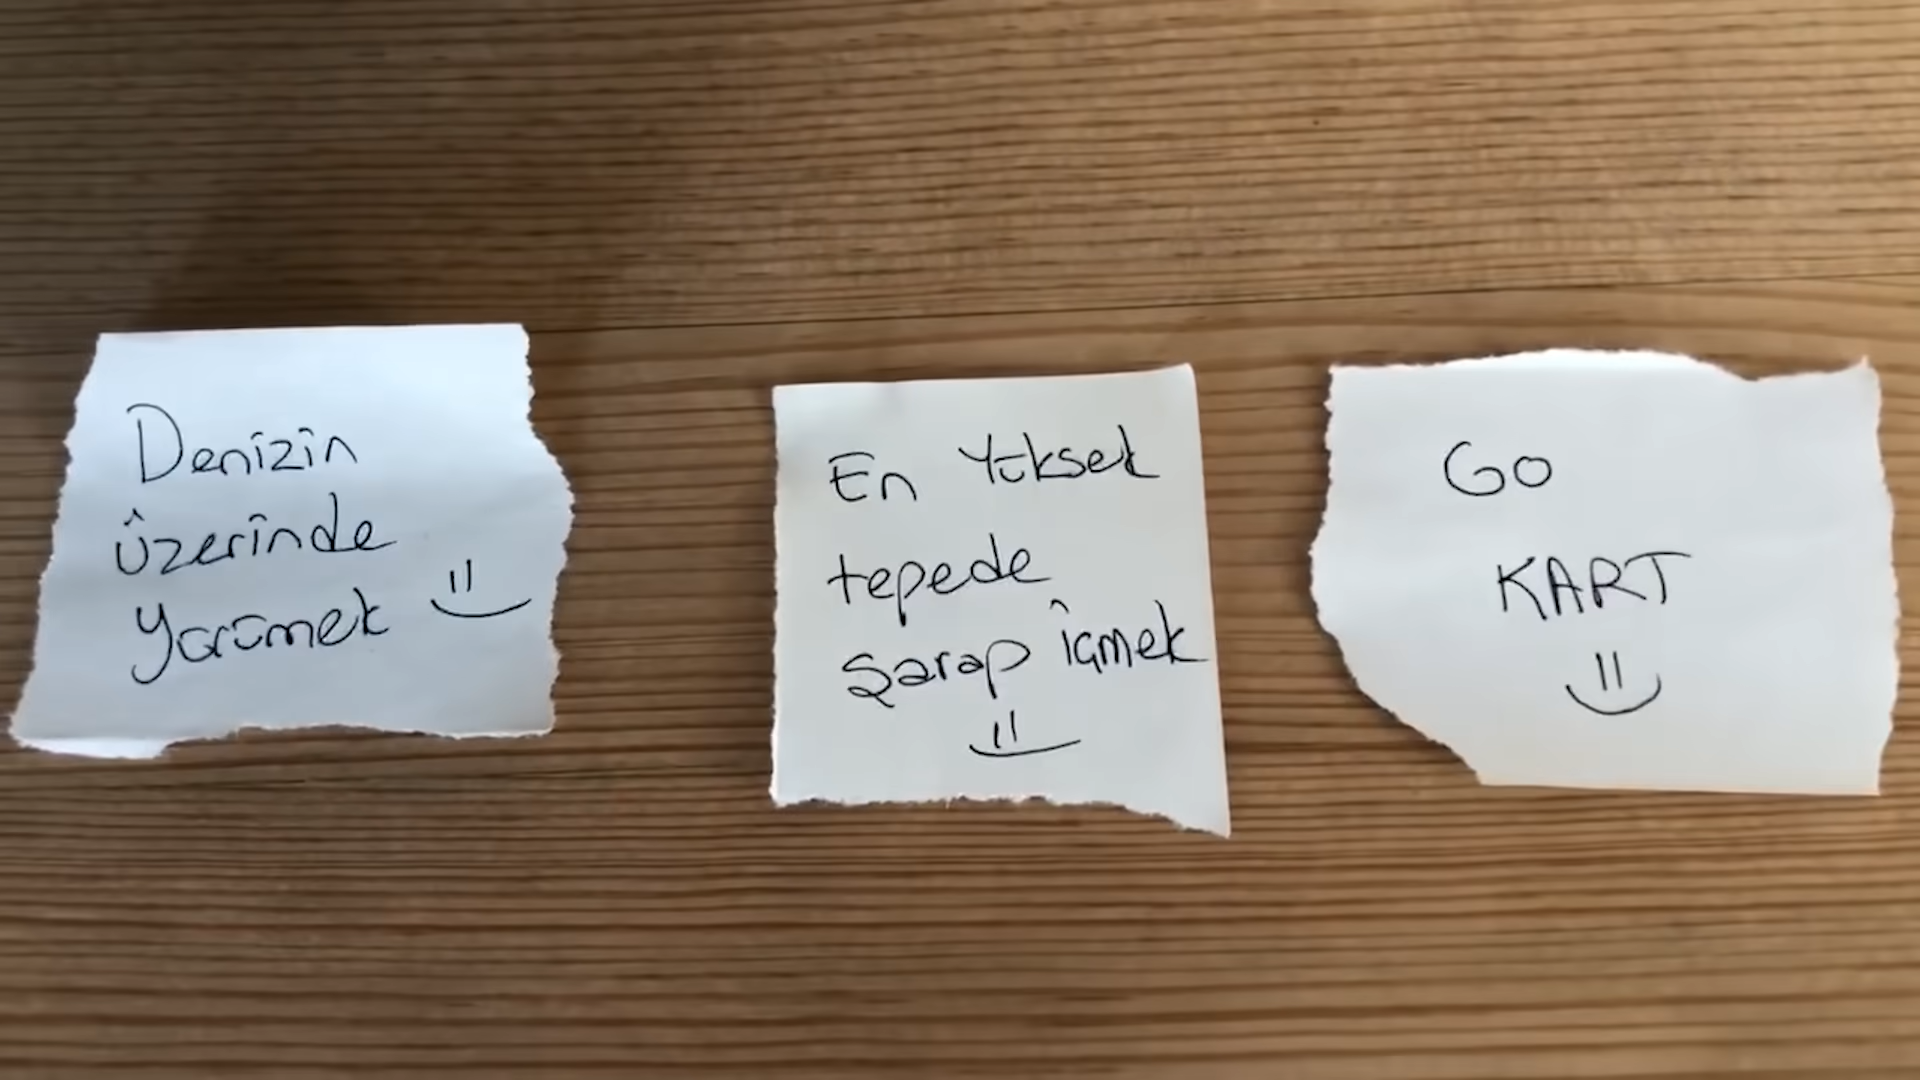 Denizin
üzerinde
yürümek
En Yüksek
tepede
şarap içmek
GO
KART